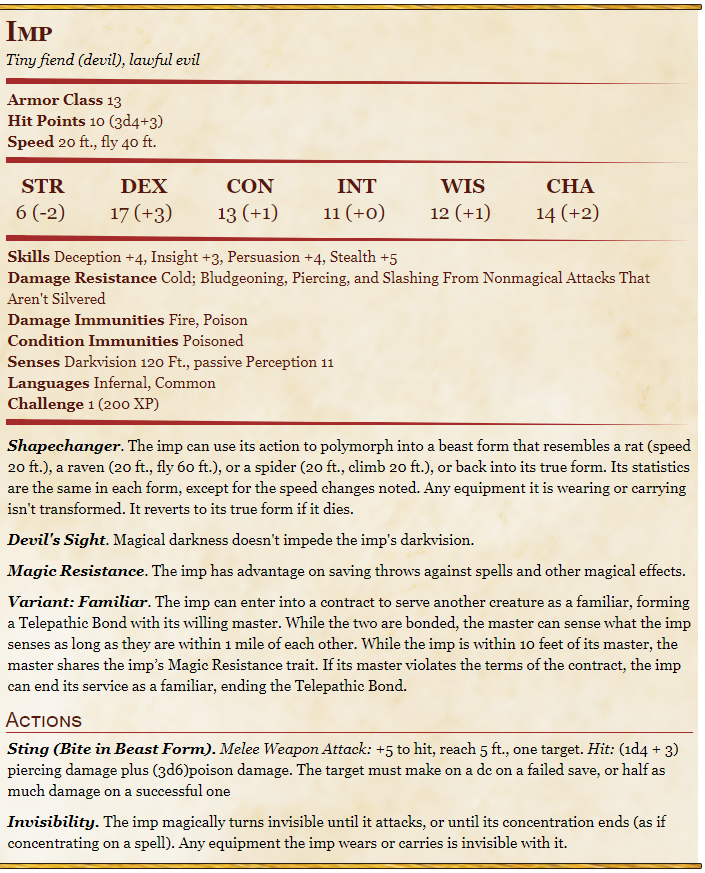 Imp
Tiny fiend (devil), lawful evil
Armor Class 13
Hit Points 10 (3d4+3)
Speed 20 ft., fly 40 ft.
STR DEX CON INT WIS CHA
6 (-2) 17 (+3) 13 (+1) 11 (+0) 12 (+1) 14 (+2)
Skills Deception +4, Insight +3, Persuasion +4, Stealth +5
Damage Resistance Cold; Bludgeoning, Piercing, and Slashing From Nonmagical Attacks That
Aren't Silvered
Damage Immunities Fire, Poison
Condition Immunities Poisoned
Senses Darkvision 120 Ft., passive Perception 11
Languages Infernal, Common
Challenge 1 (200 XP)
Shapechanger. The imp can use its action to polymorph into a beast form that resembles a rat (speed
20 ft.), a raven (20 ft., fly 60 ft.), or a spider (20 ft., climb 20 ft.), or back into its true form. Its statistics
are the same in each form, except for the speed changes noted. Any equipment it is wearing or carrying
isn't transformed. It reverts to its true form if it dies.
Devil's Sight. Magical darkness doesn't impede the imp's darkvision.
Magic Resistance. The imp has advantage on saving throws against spells and other magical effects.
Variant: Familiar. The imp can enter into a contract to serve another creature as a familiar, forming
a Telepathic Bond with its willing master. While the two are bonded, the master can sense what the imp
senses as long as they are within 1 mile of each other. While the imp is within 10 feet of its master, the
master shares the imp’s Magic Resistance trait. If its master violates the terms of the contract, the imp
can end its service as a familiar, ending the Telepathic Bond.
Actions
Sting (Bite in Beast Form). Melee Weapon Attack: +5 to hit, reach 5 ft., one target. Hit: (1d4 + 3)
piercing damage plus (3d6)poison damage. The target must make on a dc on a failed save, or half as
much damage on a successful one
Invisibility. The imp magically turns invisible until it attacks, or until its concentration ends (as if
concentrating on a spell). Any equipment the imp wears or carries is invisible with it.